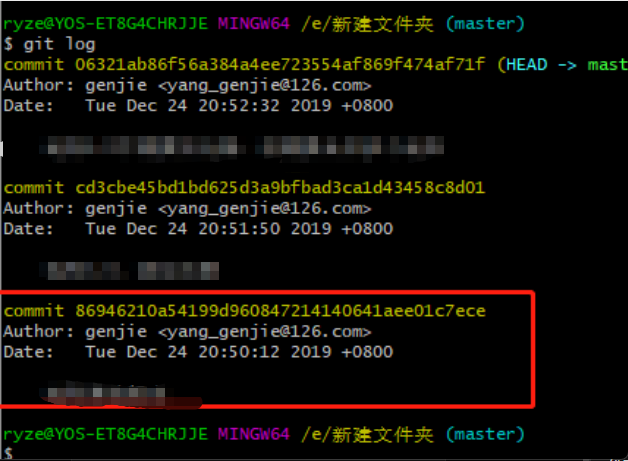 ryze@YOS-ET8G4CHRJJE MINGW64 /e/新建文件夹 (master)
$ git log
commit 06321ab86f56a384a4ee723554af869f474af71f (HEAD -> mast
Author: genjie <yang_genjie@126.com>
Date:   Tue Dec 24 20:52:32 2019 +0800
commit cd3cbe45bd1bd625d3a9bfbad3ca1d43458c8d01
Author: genjie <yang_genjie@126.com>
Date:   Tue Dec 24 20:51:50 2019 +0800
commit 86946210a54199d960847214140641aee01c7ece
Author: genjie <yang_genjie@126.com>
Date:   Tue Dec 24 20:50:12 2019 +0800
ryze@YOS-ET8G4CHRJJE MINGW64 /e/新建文件夹 (master)
$